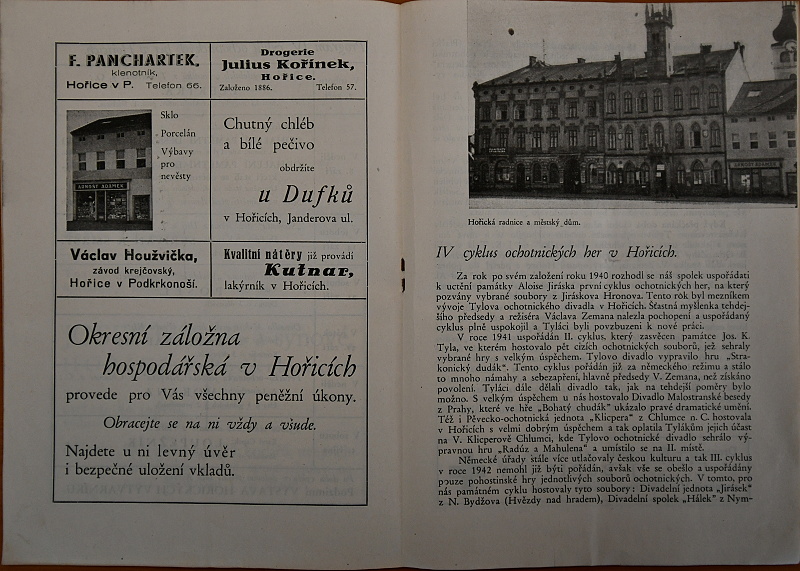 F. PANCHARTEK,
klenotník,
Hořice v P. Telefon 66.
Drogerie
Julius Kořínek,
Hořice.
Založeno 1886. Telefon 57.
Sklo
Porcelán
Výbavy
pro
nevěsty
Chutný chléb
a bílé pečivo
obdržíte
u Dufků
v Hořicích, Janderova ul.
Václav Houžvička,
závod krejčovský,
Hořice v Podkrkonoší.
Kvalitní nátěry již provádí
Kutnar,
lakýrník v Hořicích.
Okresní záložna
hospodářská v Hořicích
provede pro Vás všechny peněžní úkony.
Obracejte se na ni vždy a všude.
Najdete u ni levný úvěr
i bezpečné uložení vkladů.
Hořická radnice a městský dům.
IV cyklus ochotnických her v Hořicích.
Za rok po svém založení roku 1940 rozhodl se náš spolek uspořádati
k uctění památky Aloise Jiráska první cyklus ochotnických her, na který
pozvány vybrané soubory z Jiráskova Hronova. Tento rok byl mezníkem
vývoje Tylova ochotnického divadla v Hořicích. Šťastná myšlenka tehdej-
šího předsedy a režiséra Václava Zemana nalezla pochopení a uspořádaný
cyklus plně uspokojil a Tyláci byli povzbuzeni k nové práci.
V roce 1941 uspořádán II. cyklus, který zasvěcen památce Jos. K.
Tyla, ve kterém hostovalo pět cizích ochotnických souborů, jež sehraly
vybrané hry s velkým úspěchem. Tylovo divadlo vypravilo hru „Stra-
konický dudák“. Tento cyklus pořádán již za německého režimu a stálo
to mnoho námahy a sebezapření, hlavně předsedy V. Zemana, než získáno
povolení. Tyláci dále dělali divadlo tak, jak na tehdejší poměry bylo
možno. S velkým úspěchem u nás hostovalo Divadlo Malostranské besedy
z Prahy, které ve hře „Bohatý chudák“ ukázalo pravé dramatické umění.
Též i Pěvecko-ochotnická jednota „Klicpera“ z Chlumce n. C. hostovala
v Hořicích s velmi dobrým úspěchem a tak oplatila Tylákům jejich účast
na V. Klicperově Chlumci, kde Tylovo ochotnické divadlo sehrálo vý-
pravnou hru „Radúz a Mahulena“ a umístilo se na II. místě.
Německé úřady stále více utlačovaly českou kulturu a tak III. cyklus
v roce 1942 nemohl již býti pořádán, avšak vše se obešlo a uspořádány
pouze pohostinské hry jednotlivých souborů ochotnických. V tomto, pro
nás památném cyklu hostovaly tyto soubory: Divadelní jednota „Jirásek“
z N. Bydžova (Hvězdy nad hradem), Divadelní spolek „Hálek“ z Nym-